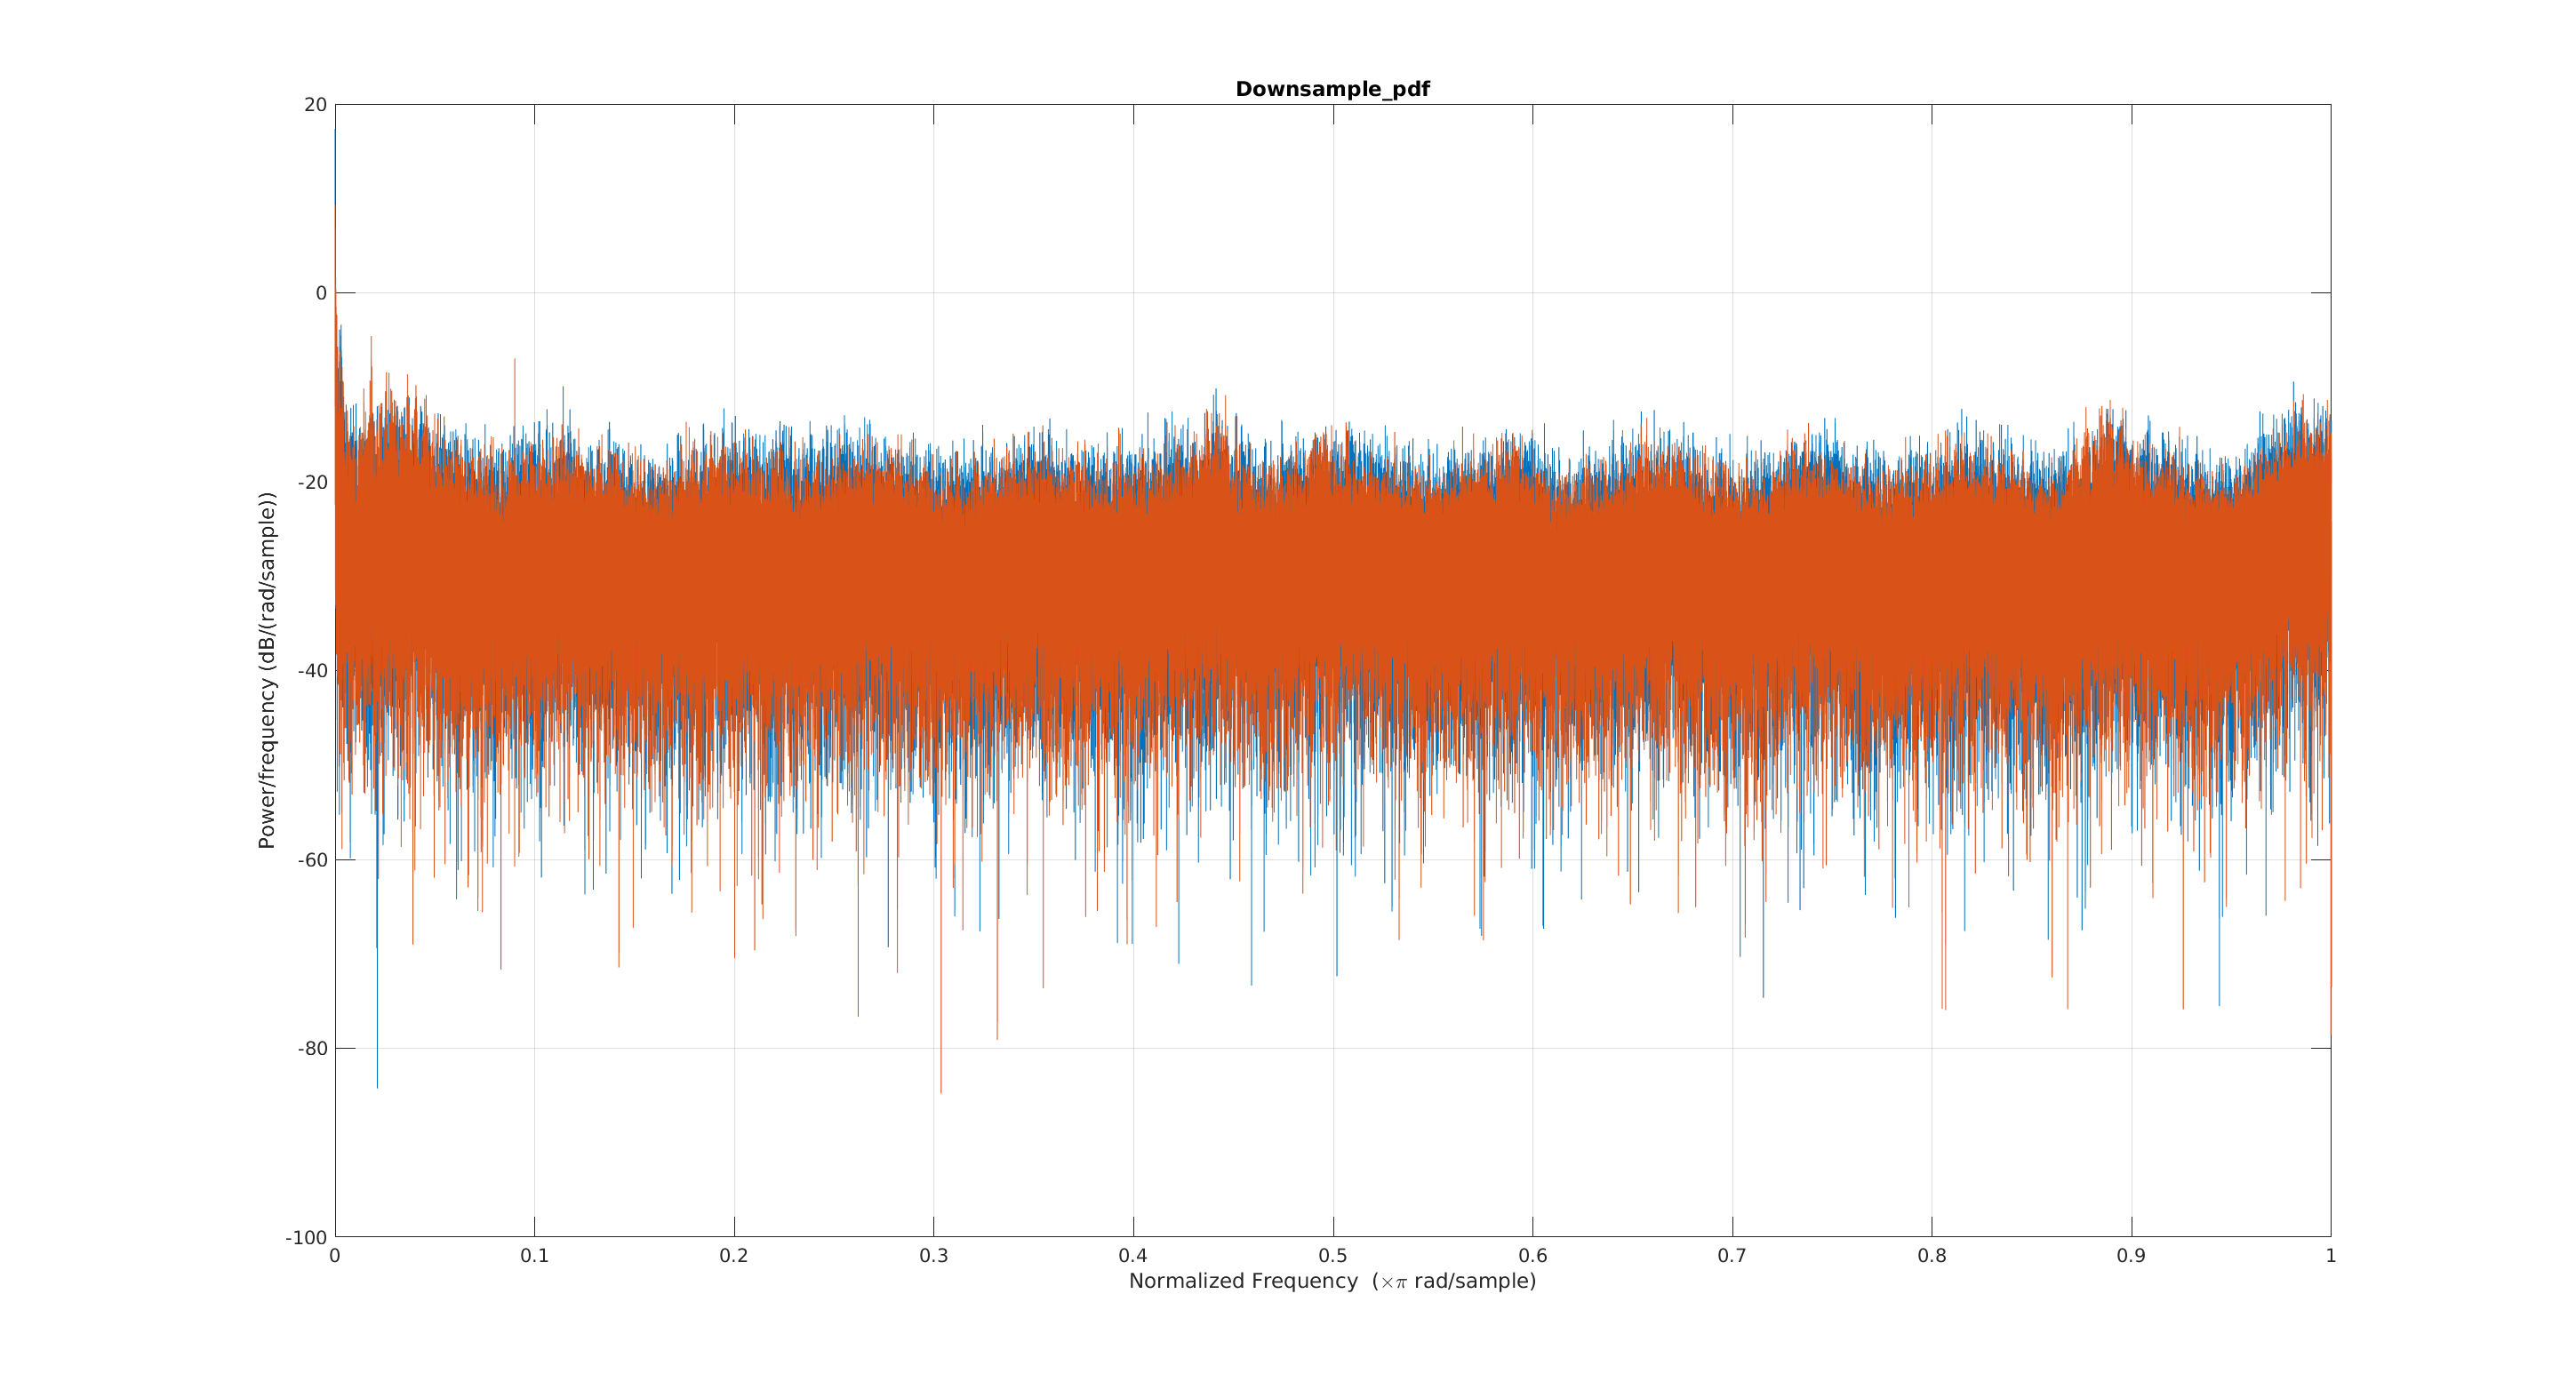 Downsample_pdf
20
0
-20
-40
-60
-80
-100
Power/frequency (dB/(rad/sample))
0 0.1 0.2 0.3 0.4 0.5 0.6 0.7 0.8 0.9 1
Normalized Frequency (×π rad/sample)